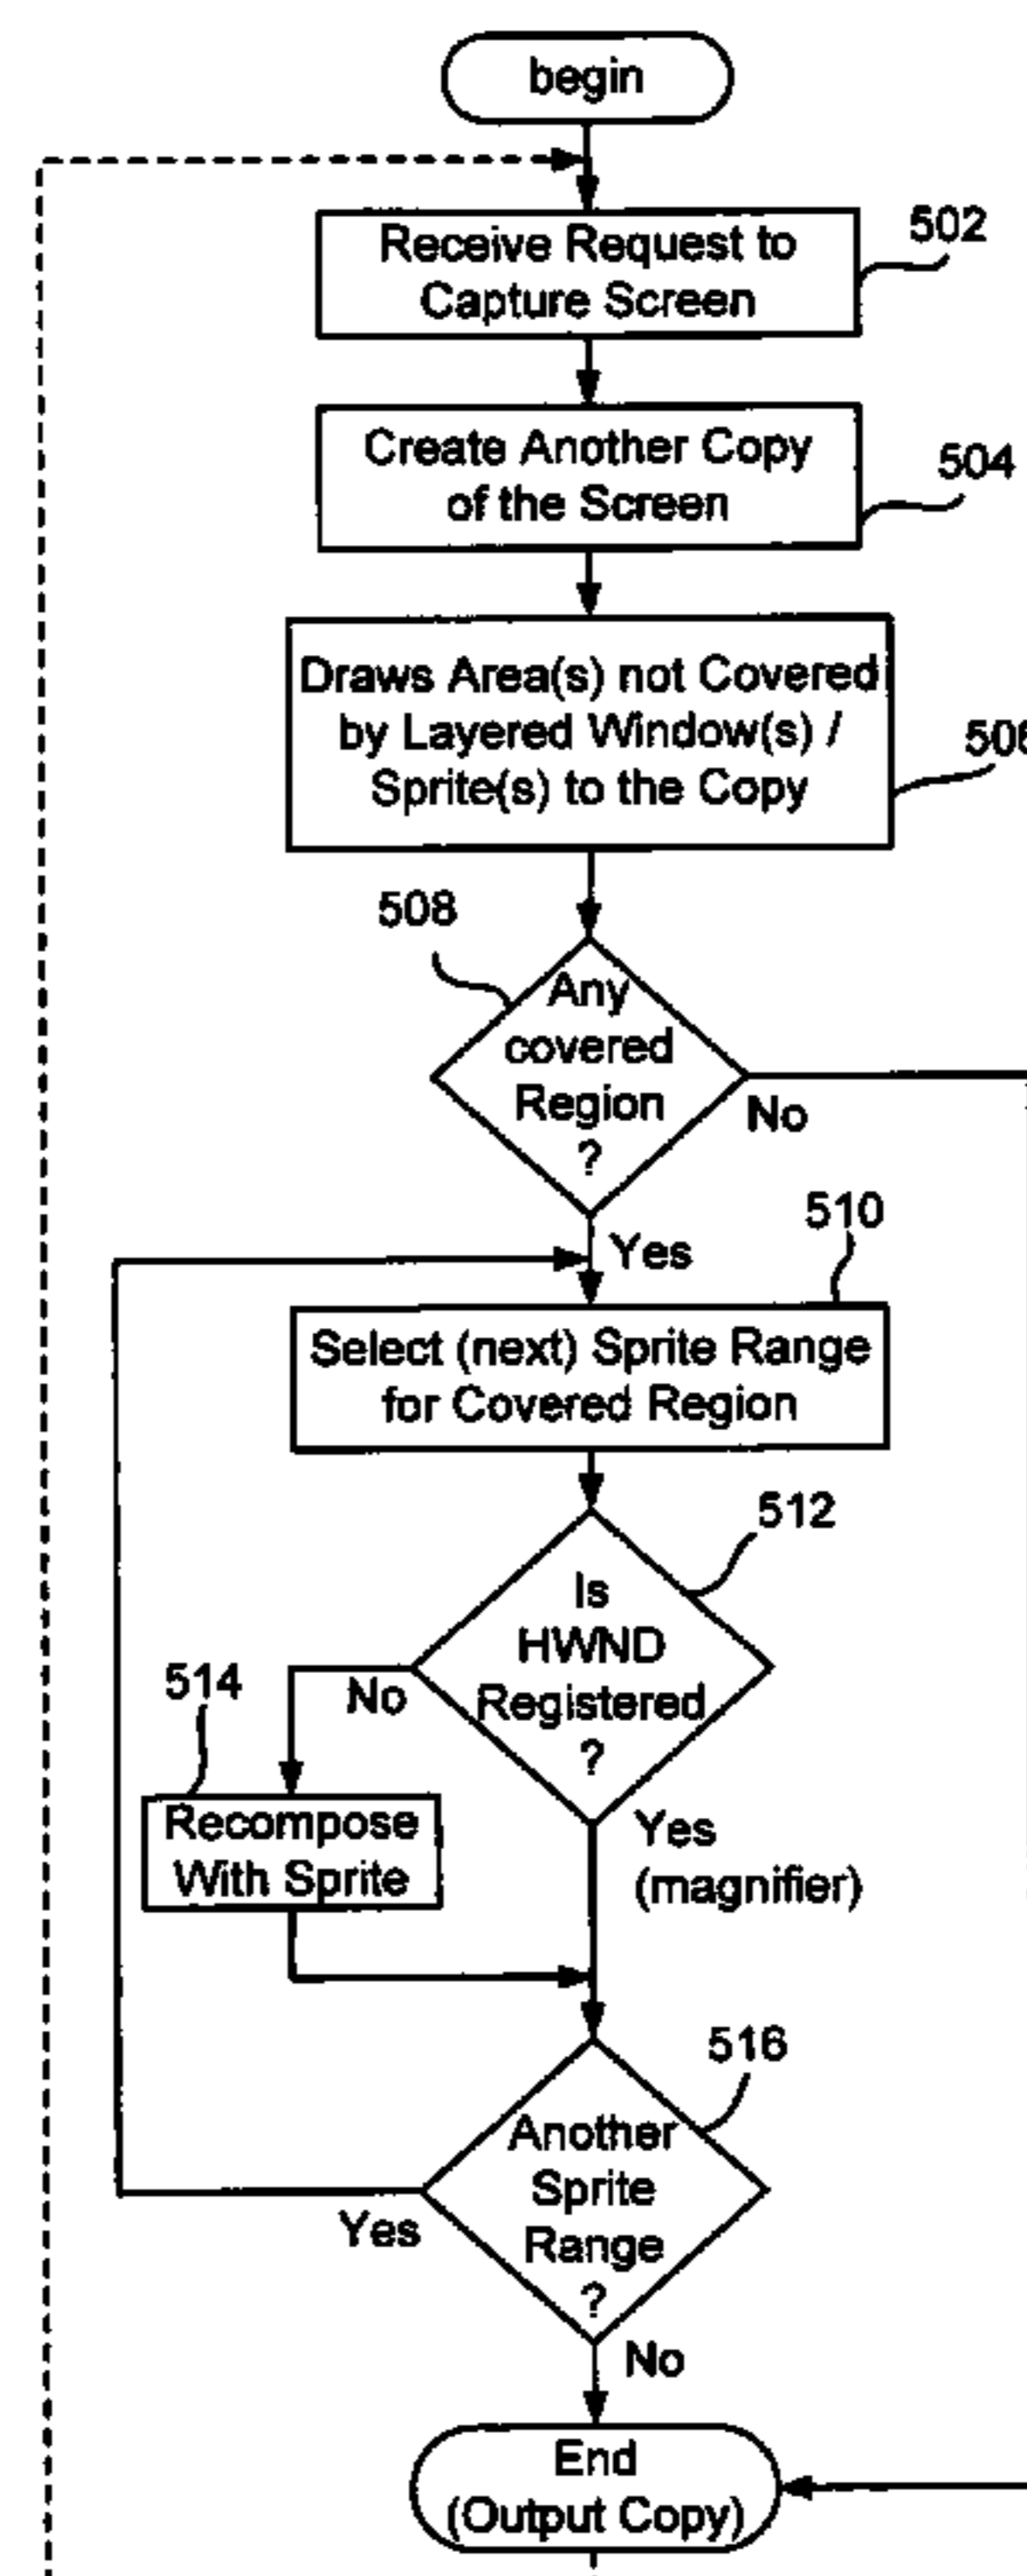 begin
Receive Request to
Capture Screen
502
Create Another Copy
of the Screen
504
Draws Area(s) not Covered
by Layered Window(s) /
Sprite(s) to the Copy
506
508
Any
covered
Region
?
No
Yes
510
Select (next) Sprite Range
for Covered Region
512
Is
HWND
Registered
?
No
514
Recompose
With Sprite
Yes
(magnifier)
516
Another
Sprite
Range
?
Yes
No
End
(Output Copy)